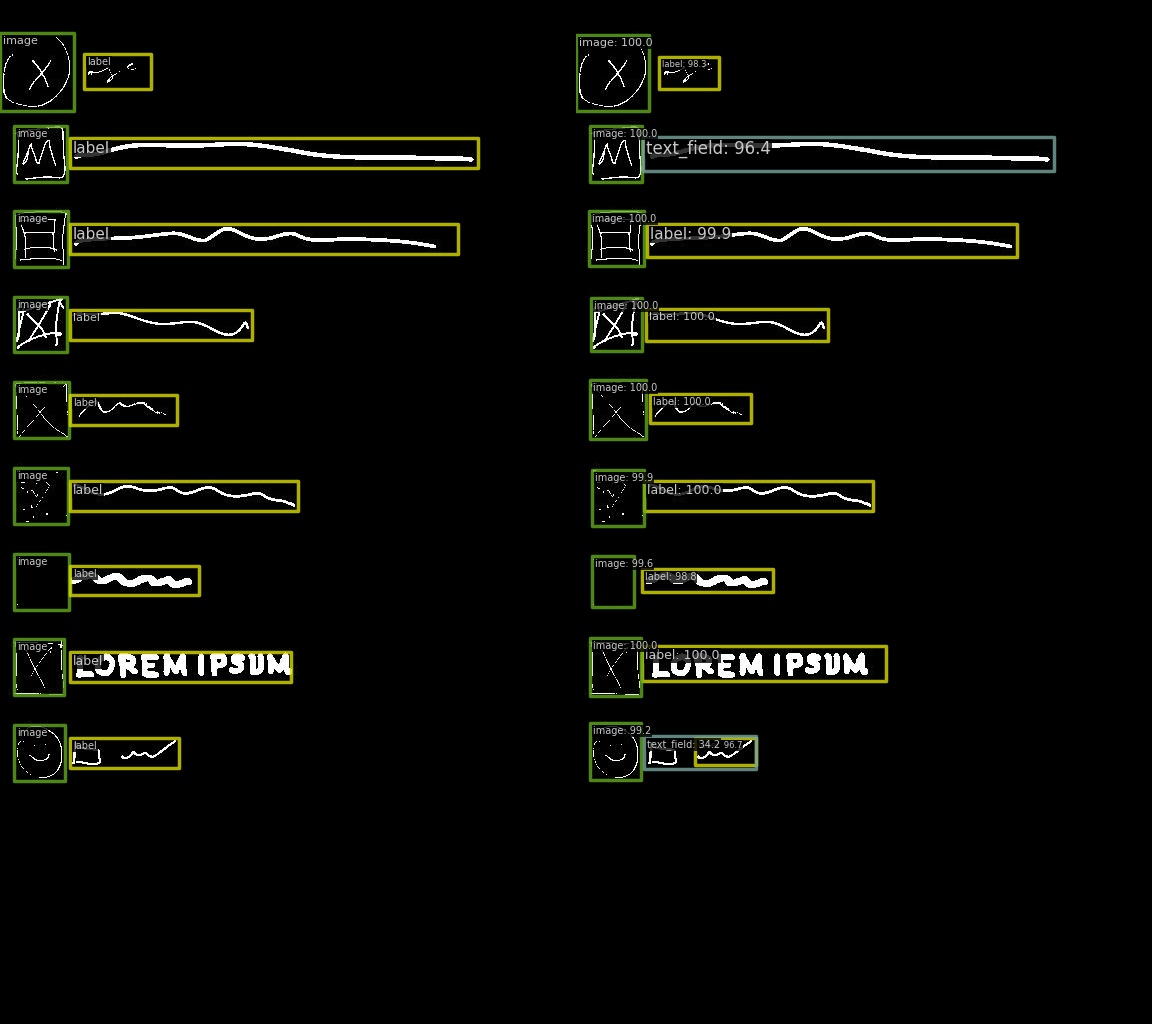 image image: 100.0
label label: 98.3
X X
image image: 100.0
label text_field: 96.4
M M
image image: 100.0
label label: 99.9
image image: 100.0
label label: 100.0
image image: 100.0
label label: 100.0
image image: 99.9
label label: 100.0
image image: 99.6
label label: 98.8
image image: 100.0
label LOREM IPSUM label: 100.0 LOREM IPSUM
image image: 99.2
label text_field: 34.2 96.7